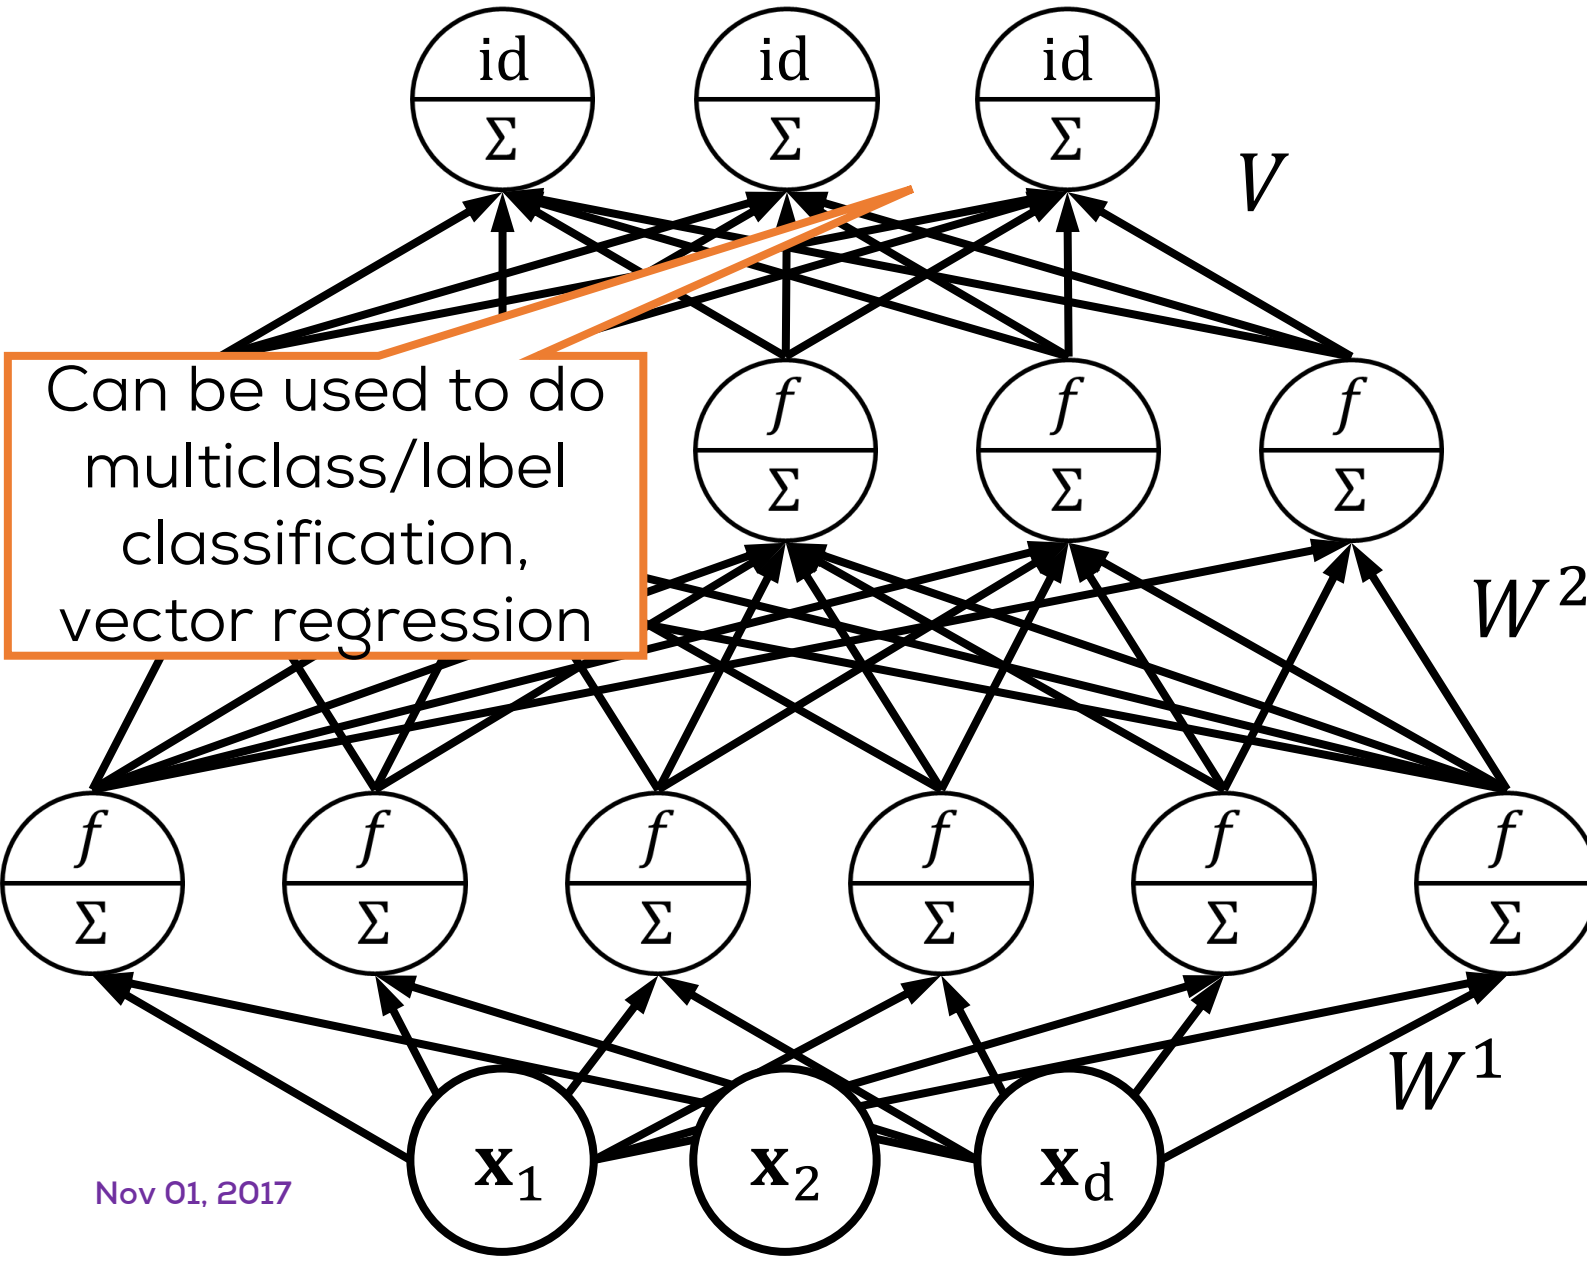 id id id
Σ Σ Σ
V
Can be used to do
multiclass/label
classification,
vector regression
f f f
Σ Σ Σ
W²
f f f f f f
Σ Σ Σ Σ Σ Σ
W¹
x₁ x₂ x_d
Nov 01, 2017